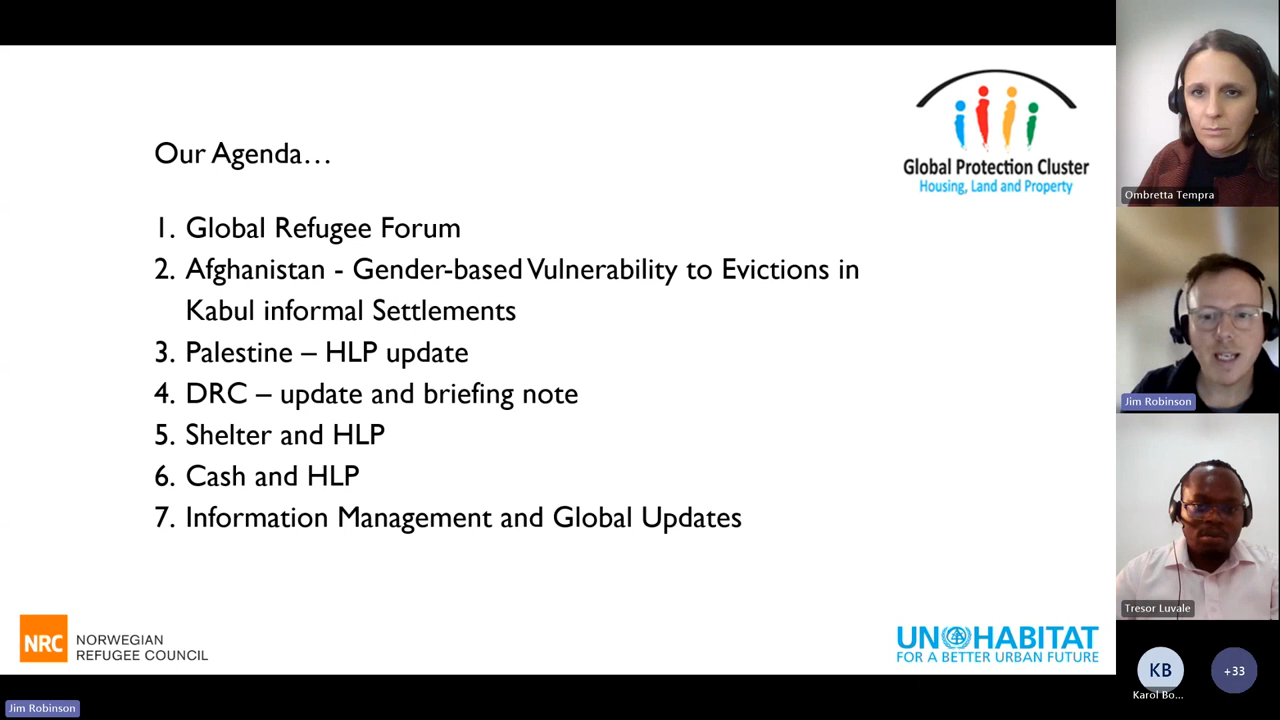 Our Agenda…
1. Global Refugee Forum
2. Afghanistan - Gender-based Vulnerability to Evictions in
Kabul informal Settlements
3. Palestine – HLP update
4. DRC – update and briefing note
5. Shelter and HLP
6. Cash and HLP
7. Information Management and Global Updates
Global Protection Cluster
Housing, Land and Property
NRC
NORWEGIAN
REFUGEE COUNCIL
UN HABITAT
FOR A BETTER URBAN FUTURE
Jim Robinson
Ombretta Tempra
Jim Robinson
Tresor Luvale
KB
Karol Bo...
+33